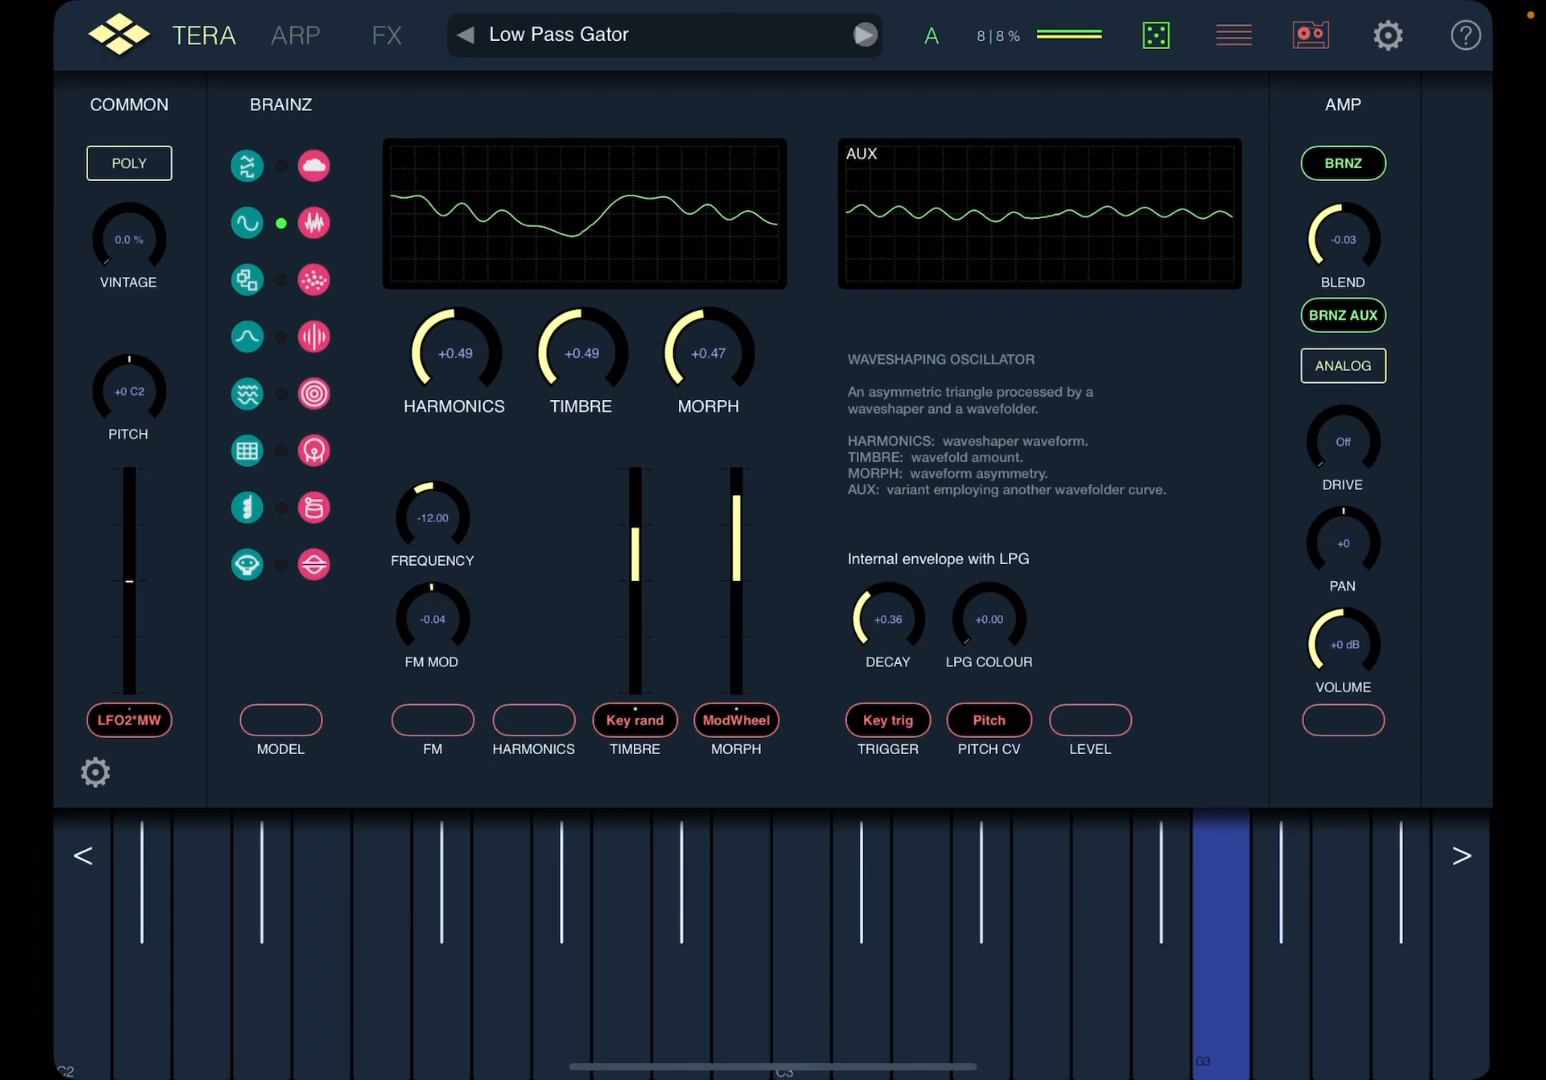 TERA ARP FX Low Pass Gator A 8|8 % ?
COMMON BRAINZ AMP
POLY
AUX
BRNZ
0.0 %
VINTAGE
-0.03
BLEND
BRNZ AUX
+0 C2
PITCH
+0.49 +0.49 +0.47
HARMONICS TIMBRE MORPH
WAVESHAPING OSCILLATOR
An asymmetric triangle processed by a
waveshaper and a wavefolder.
HARMONICS: waveshaper waveform.
TIMBRE: wavefold amount.
MORPH: waveform asymmetry.
AUX: variant employing another wavefolder curve.
ANALOG
Off
DRIVE
-12.00
FREQUENCY
Internal envelope with LPG
+0
PAN
-0.04
FM MOD
+0.36 +0.00
DECAY LPG COLOUR
+0 dB
VOLUME
LFO2*MW Key rand ModWheel Key trig Pitch
MODEL FM HARMONICS TIMBRE MORPH TRIGGER PITCH CV LEVEL
< >
C2 C3 G3